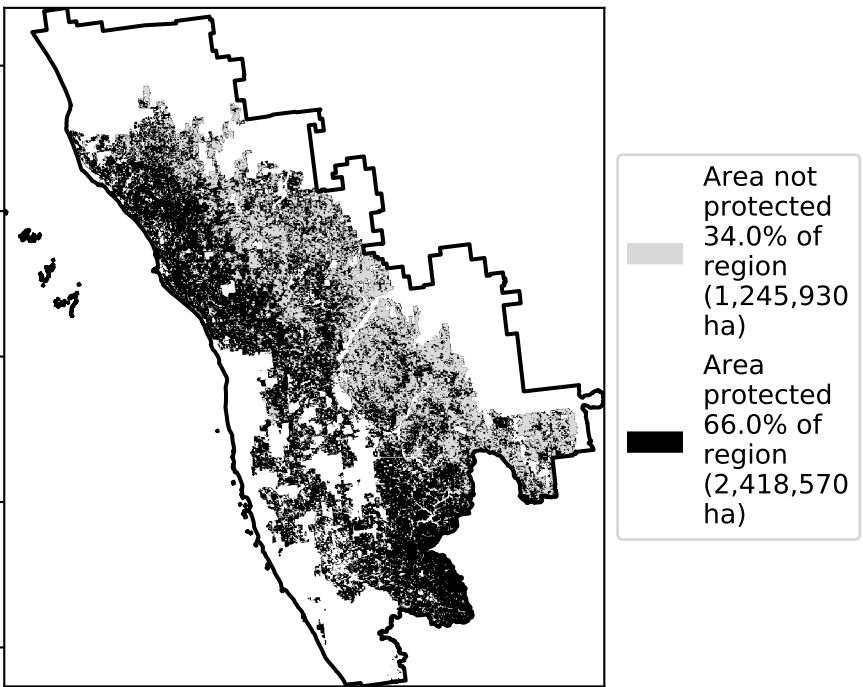 Area not
protected
34.0% of
region
(1,245,930
ha)
Area
protected
66.0% of
region
(2,418,570
ha)